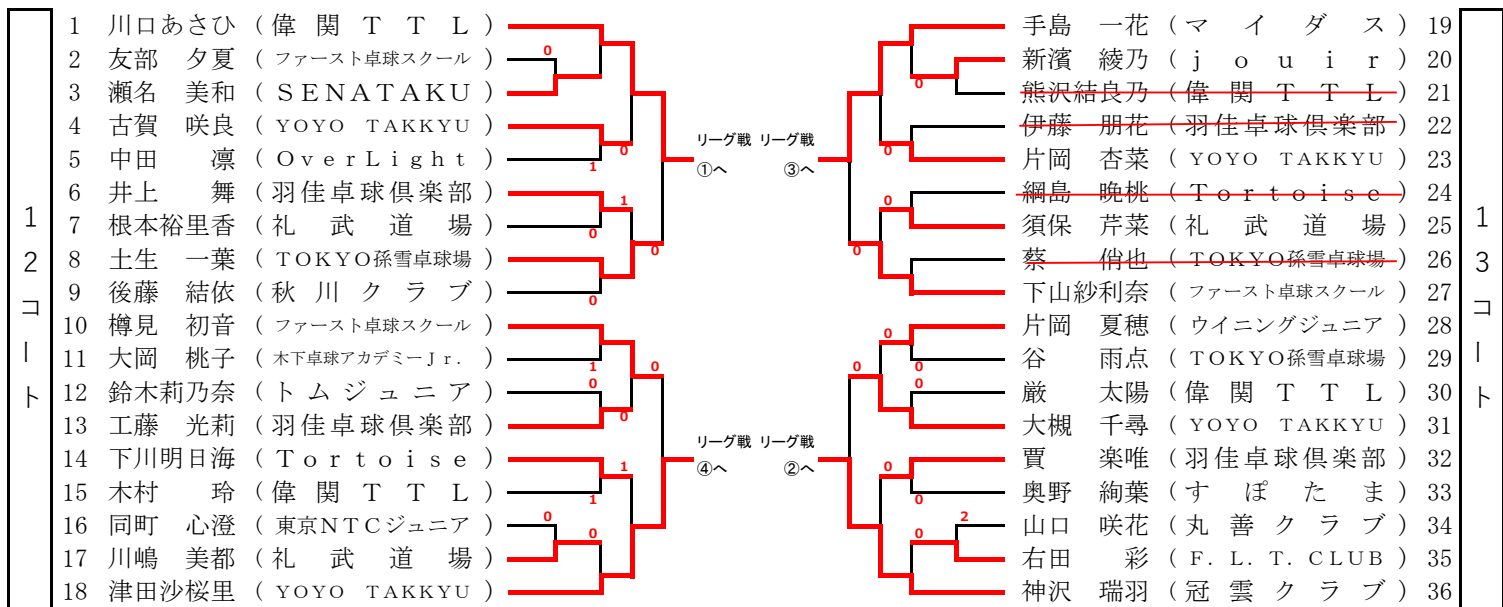 12コート
1 川口あさひ (偉関TTL)
2 友部 夕夏 (ファースト卓球スクール)
0
3 瀬名 美和 (SENATAKU)
4 古賀 咲良 (YOYO TAKKYU)
0
5 中田 凛 (OverLight)
1
リーグ戦
①へ
6 井上 舞 (羽佳卓球倶楽部)
1
7 根本裕里香 (礼武道場)
0
0
8 土生 一葉 (TOKYO孫雪卓球場)
9 後藤 結依 (秋川クラブ)
0
10 樽見 初音 (ファースト卓球スクール)
11 大岡 桃子 (木下卓球アカデミーJr.)
1
0
12 鈴木莉乃奈 (トムジュニア)
0
13 工藤 光莉 (羽佳卓球倶楽部)
0
リーグ戦
④へ
14 下川明日海 (Tortoise)
1
15 木村 玲 (偉関TTL)
1
16 同町 心澄 (東京NTCジュニア)
0
0
17 川嶋 美都 (礼武道場)
18 津田沙桜里 (YOYO TAKKYU)
手島 一花 (マイダス) 19
新濱 綾乃 (jouir) 20
0
熊沢結良乃 (偉関TTL) 21
伊藤 朋花 (羽佳卓球倶楽部) 22
0
片岡 杏菜 (YOYO TAKKYU) 23
リーグ戦
③へ
綱島 晩桃 (Tortoise) 24
0
須保 芹菜 (礼武道場) 25
0
蔡 俏也 (TOKYO孫雪卓球場) 26
下山紗利奈 (ファースト卓球スクール) 27
片岡 夏穂 (ウイニングジュニア) 28
0
谷 雨点 (TOKYO孫雪卓球場) 29
0
0
厳 太陽 (偉関TTL) 30
0
大槻 千尋 (YOYO TAKKYU) 31
リーグ戦
②へ
賈 楽唯 (羽佳卓球倶楽部) 32
0
奥野 絢葉 (すぽたま) 33
0
山口 咲花 (丸善クラブ) 34
2
0
右田 彩 (F.L.T.CLUB) 35
神沢 瑞羽 (冠雲クラブ) 36
13コート